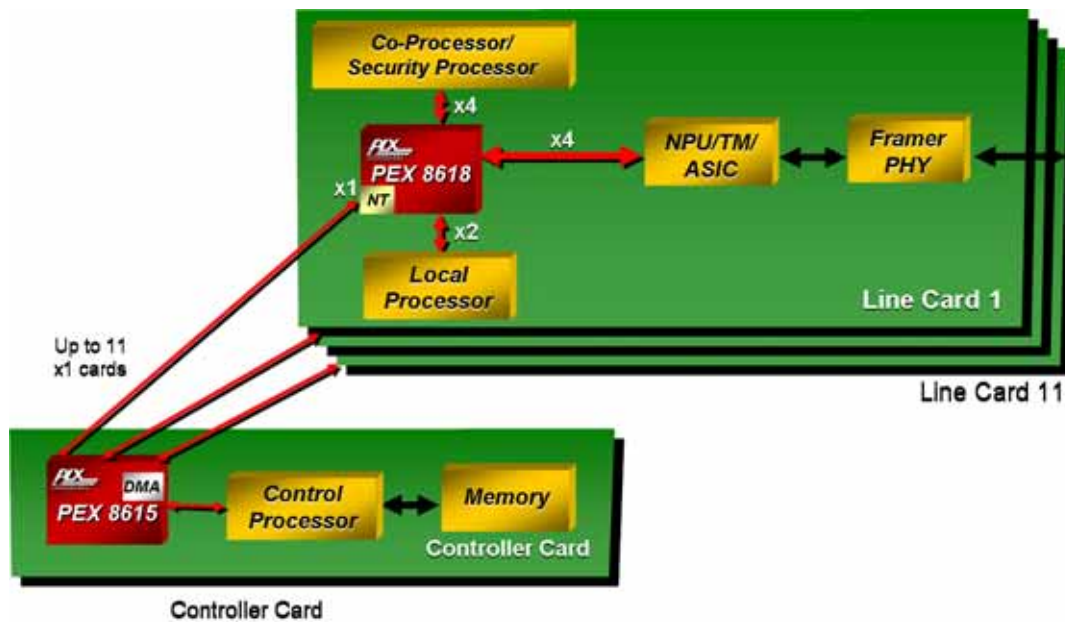 Co-Processor/
Security Processor
x4
PLX
PEX 8618
x1
NT
x4
NPU/TM/
ASIC
Framer
PHY
x2
Local
Processor
Line Card 1
Up to 11
x1 cards
Line Card 11
PLX
DMA
PEX 8615
Control
Processor
Memory
Controller Card
Controller Card